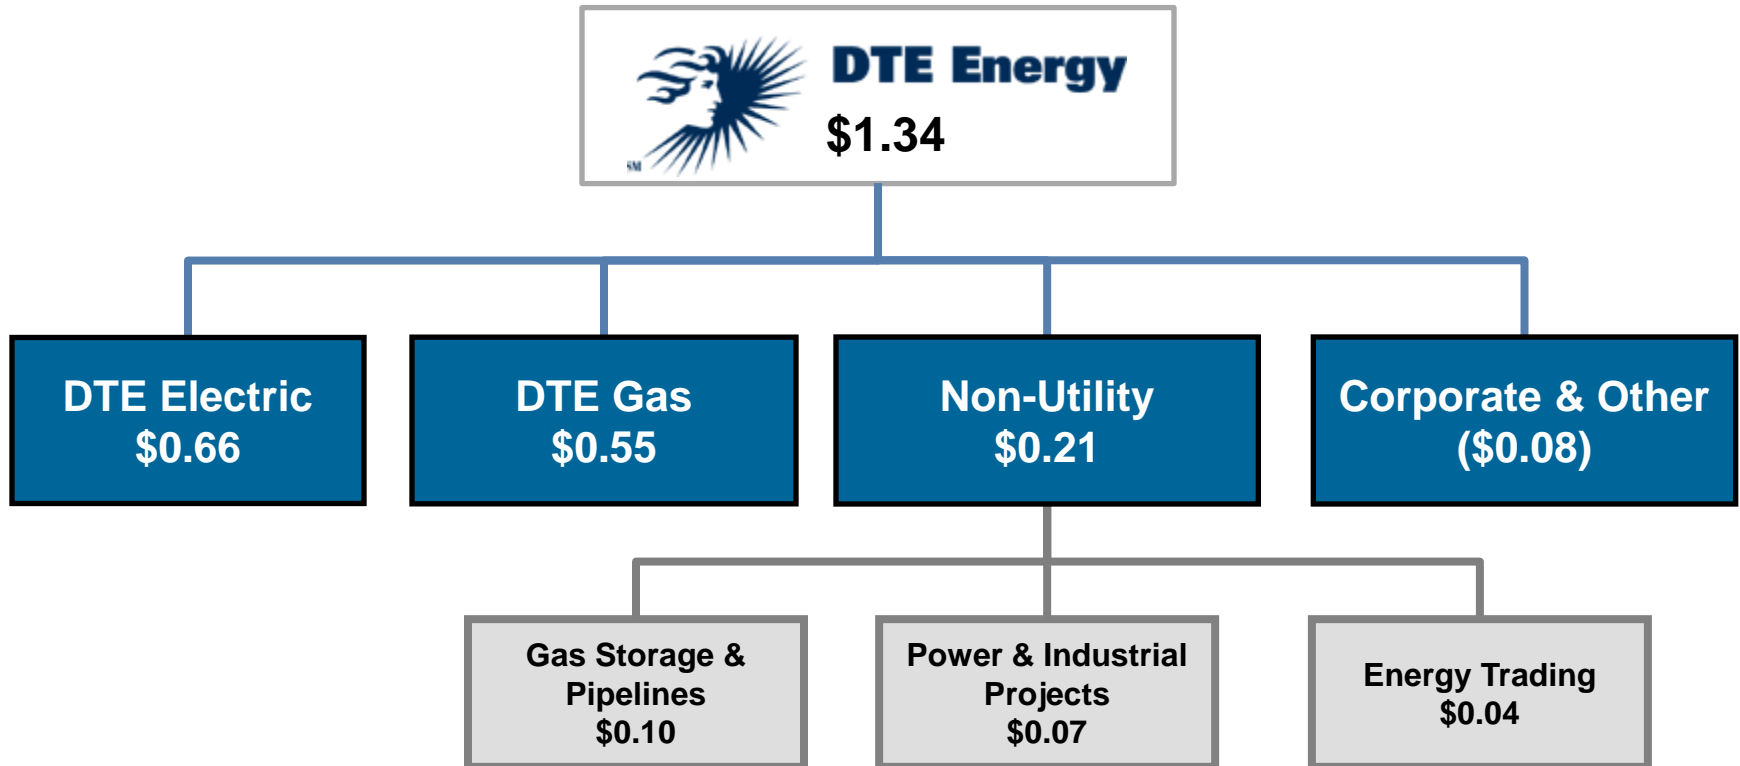 DTE Energy
$1.34
SM
DTE Electric
$0.66
DTE Gas
$0.55
Non-Utility
$0.21
Corporate & Other
($0.08)
Gas Storage &
Pipelines
$0.10
Power & Industrial
Projects
$0.07
Energy Trading
$0.04